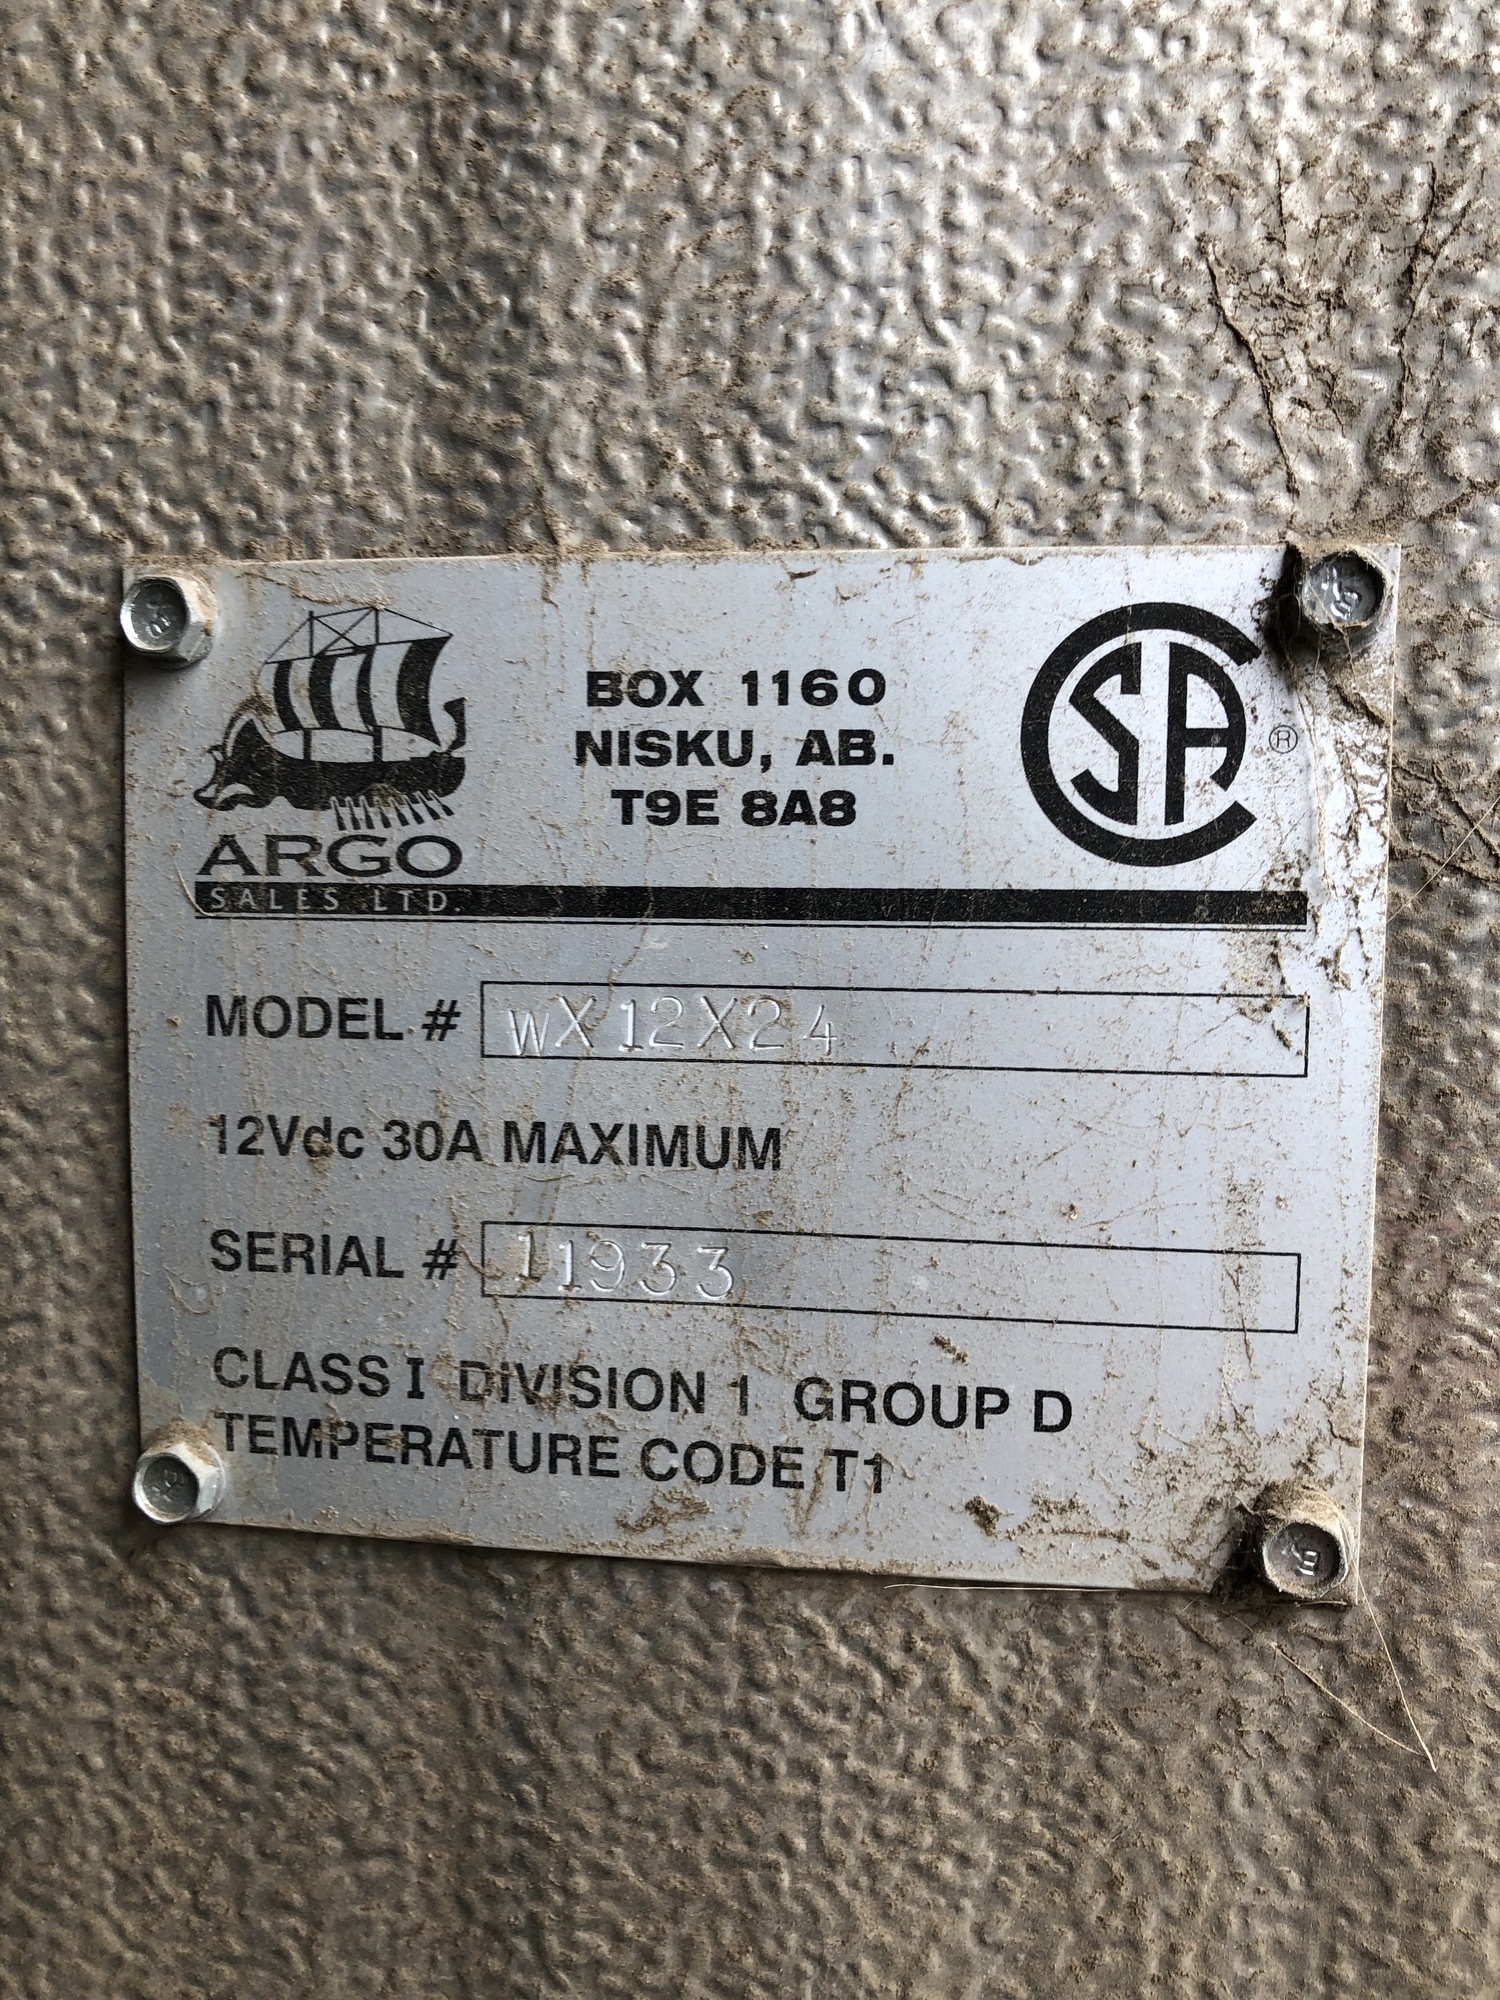 BOX 1160
NISKU, AB.
T9E 8A8
CSA ®
ARGO
SALES LTD.
MODEL # WX12X24
12Vdc 30A MAXIMUM
SERIAL # 11933
CLASS I DIVISION 1 GROUP D
TEMPERATURE CODE T1